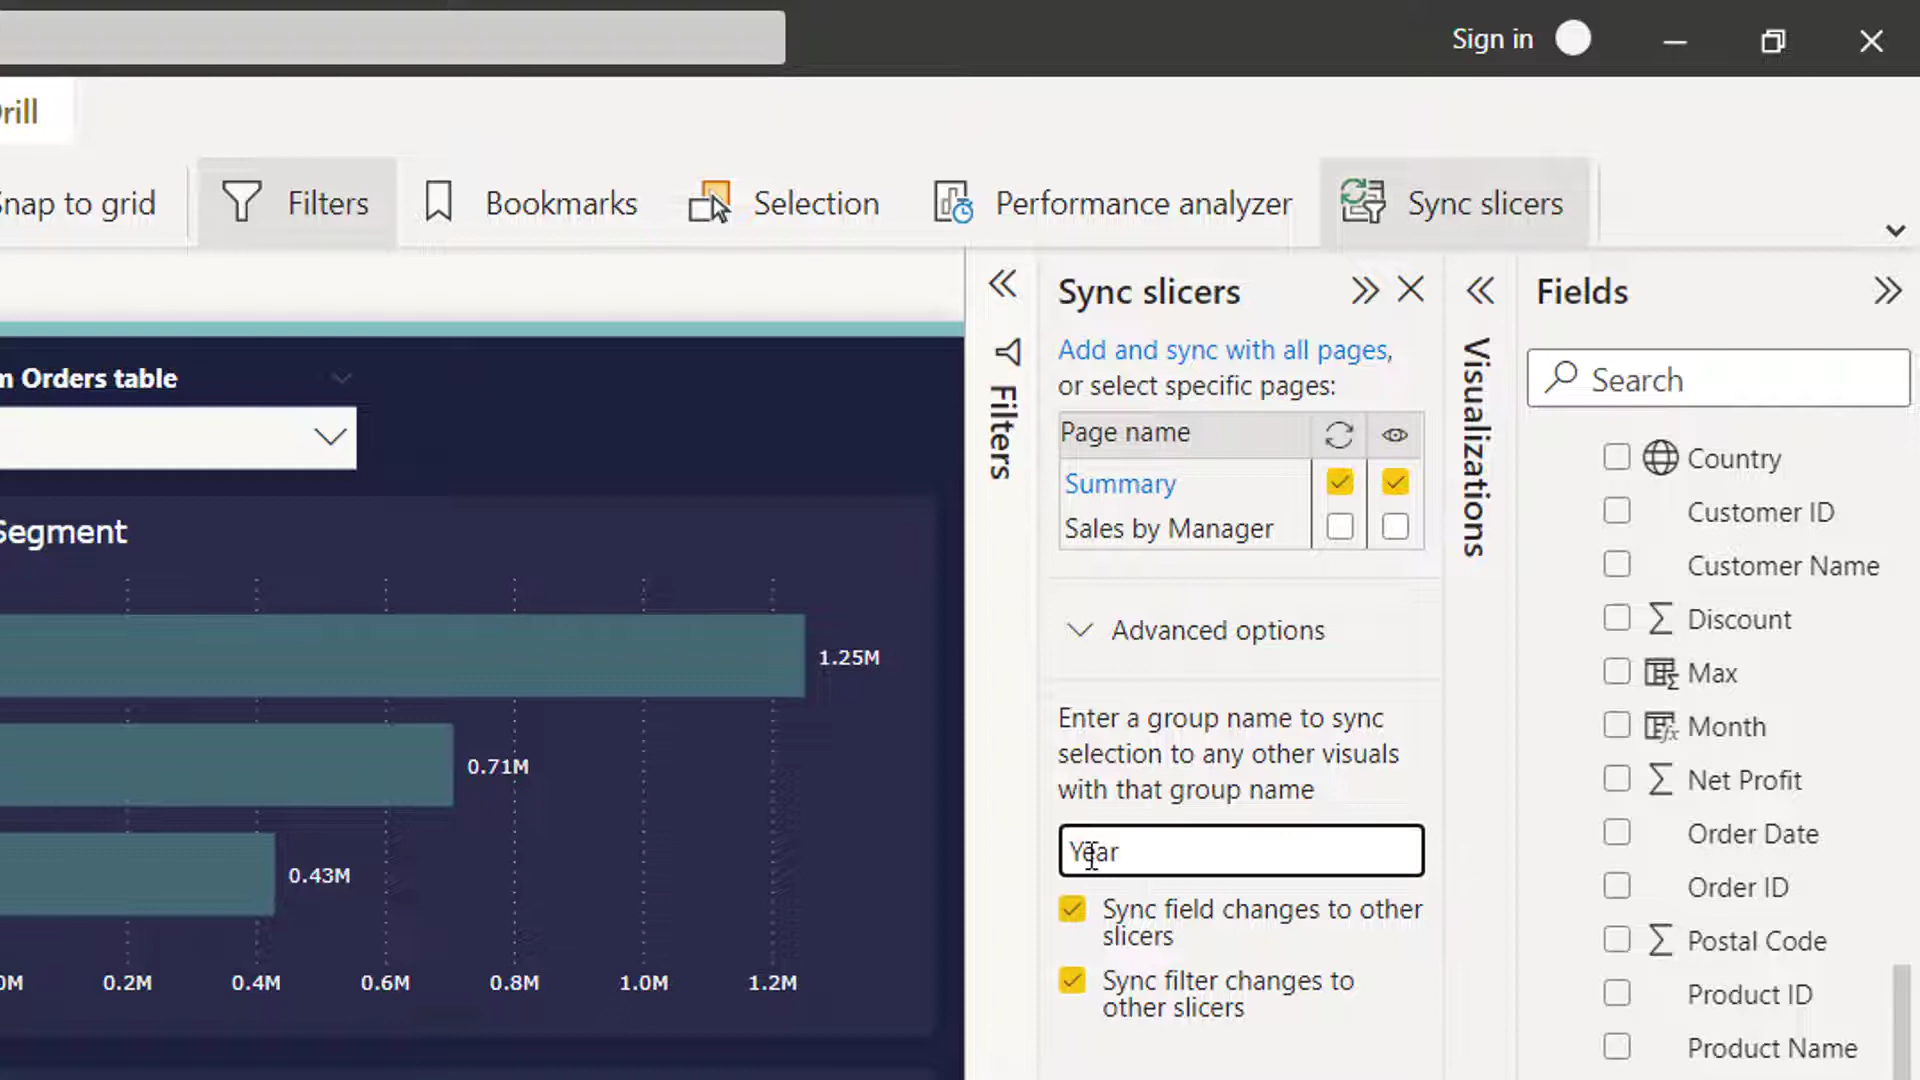 Sign in
Drill
Snap to grid
Filters
Bookmarks
Selection
Performance analyzer
Sync slicers
m Orders table
Segment
1.25M
0.71M
0.43M
0M 0.2M 0.4M 0.6M 0.8M 1.0M 1.2M
Filters
Sync slicers
Add and sync with all pages,
or select specific pages:
Page name
Summary
Sales by Manager
Advanced options
Enter a group name to sync
selection to any other visuals
with that group name
Year
Sync field changes to other
slicers
Sync filter changes to
other slicers
Visualizations
Fields
Search
Country
Customer ID
Customer Name
Discount
Max
Month
Net Profit
Order Date
Order ID
Postal Code
Product ID
Product Name